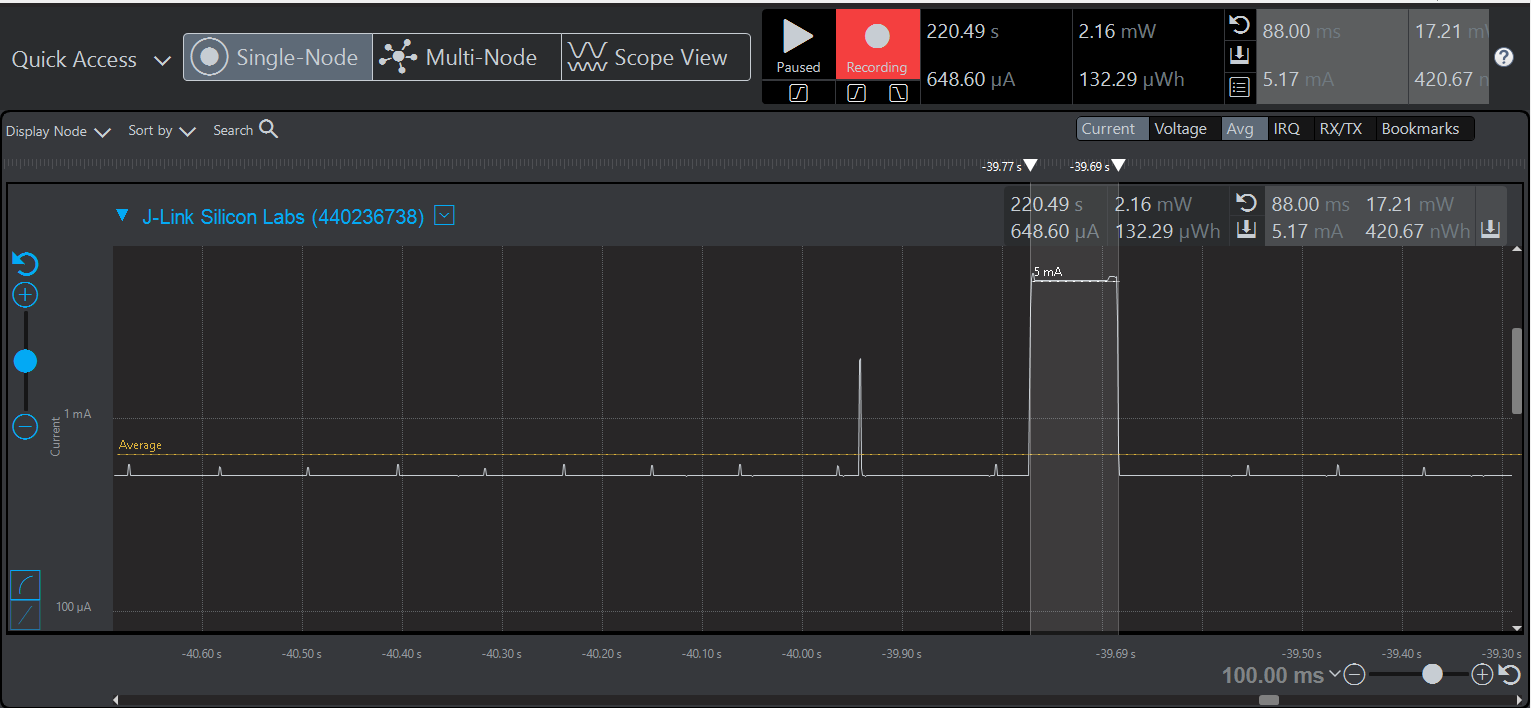 Quick Access
Single-Node
Multi-Node
Scope View
Paused
Recording
220.49 s
2.16 mW
648.60 µA
132.29 µWh
88.00 ms
17.21 mW
5.17 mA
420.67
?
Display Node
Sort by
Search
Current
Voltage
Avg
IRQ
RX/TX
Bookmarks
-39.77 s
-39.69 s
J-Link Silicon Labs (440236738)
220.49 s
2.16 mW
88.00 ms
17.21 mW
648.60 µA
132.29 µWh
5.17 mA
420.67 nWh
5 mA
1 mA
Current
Average
100 µA
-40.60 s
-40.50 s
-40.40 s
-40.30 s
-40.20 s
-40.10 s
-40.00 s
-39.90 s
-39.69 s
-39.50 s
-39.40 s
-39.30 s
100.00 ms